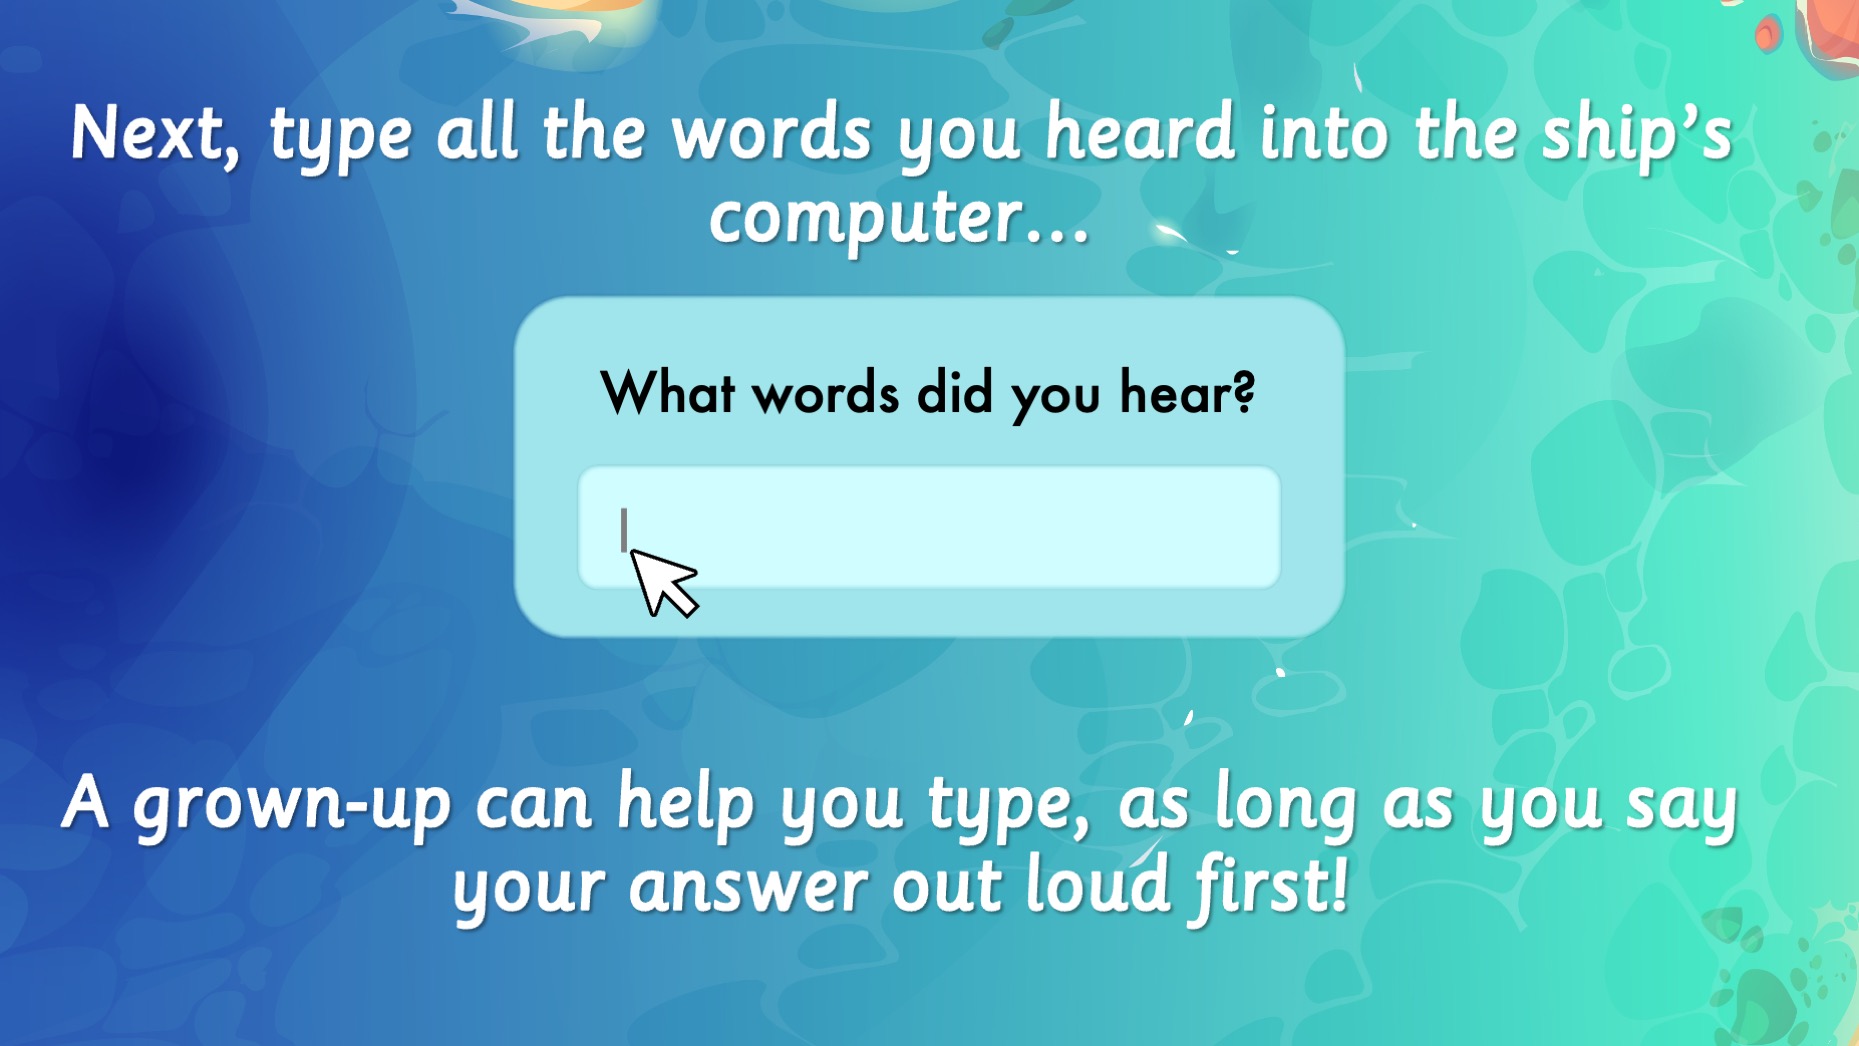 Next, type all the words you heard into the ship’s
computer...
What words did you hear?
A grown-up can help you type, as long as you say
your answer out loud first!